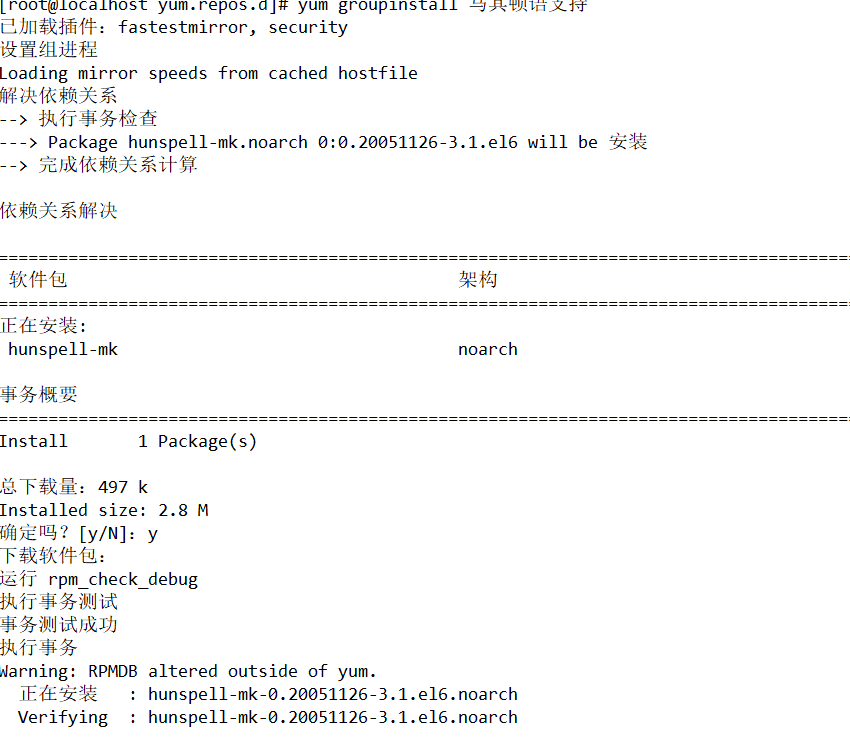 [root@localhost yum.repos.d]# yum groupinstall 马其顿语支持
已加载插件：fastestmirror, security
设置组进程
Loading mirror speeds from cached hostfile
解决依赖关系
--> 执行事务检查
---> Package hunspell-mk.noarch 0:0.20051126-3.1.el6 will be 安装
--> 完成依赖关系计算
依赖关系解决
================================================================================
软件包 架构
================================================================================
正在安装:
hunspell-mk noarch
事务概要
================================================================================
Install 1 Package(s)
总下载量：497 k
Installed size: 2.8 M
确定吗？[y/N]：y
下载软件包：
运行 rpm_check_debug
执行事务测试
事务测试成功
执行事务
Warning: RPMDB altered outside of yum.
正在安装 : hunspell-mk-0.20051126-3.1.el6.noarch
Verifying : hunspell-mk-0.20051126-3.1.el6.noarch